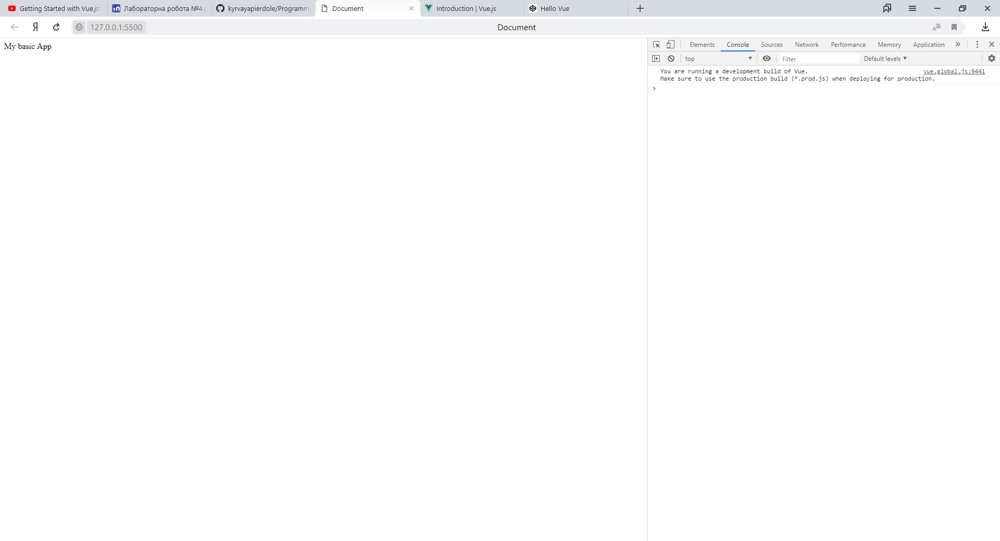 Getting Started with Vue.js:
Лабораторна робота №4.p
kyrvayapierdole/Programmi
Document
Introduction | Vue.js
Hello Vue
Я
127.0.0.1:5500
Document
My basic App
Elements
Console
Sources
Network
Performance
Memory
Application
top
Filter
Default levels
You are running a development build of Vue.
vue.global.js:9441
Make sure to use the production build (*.prod.js) when deploying for production.